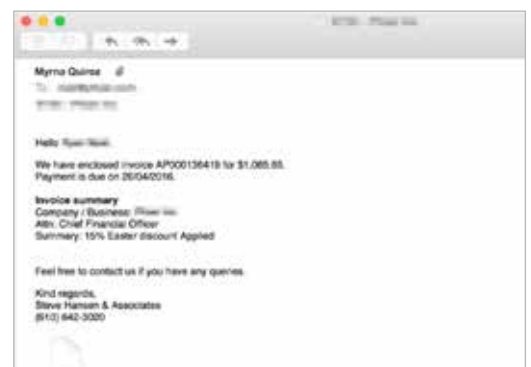 Myrna Quiroz
To:
Hello
We have enclosed invoice AP000136419 for $1,065.65.
Payment is due on 26/04/2016.
Invoice summary
Company / Business:
Attn. Chief Financial Officer
Summary: 15% Easter discount Applied
Feel free to contact us if you have any queries
Kind regards,
Steve Hansen & Associates
(610) 642-3020